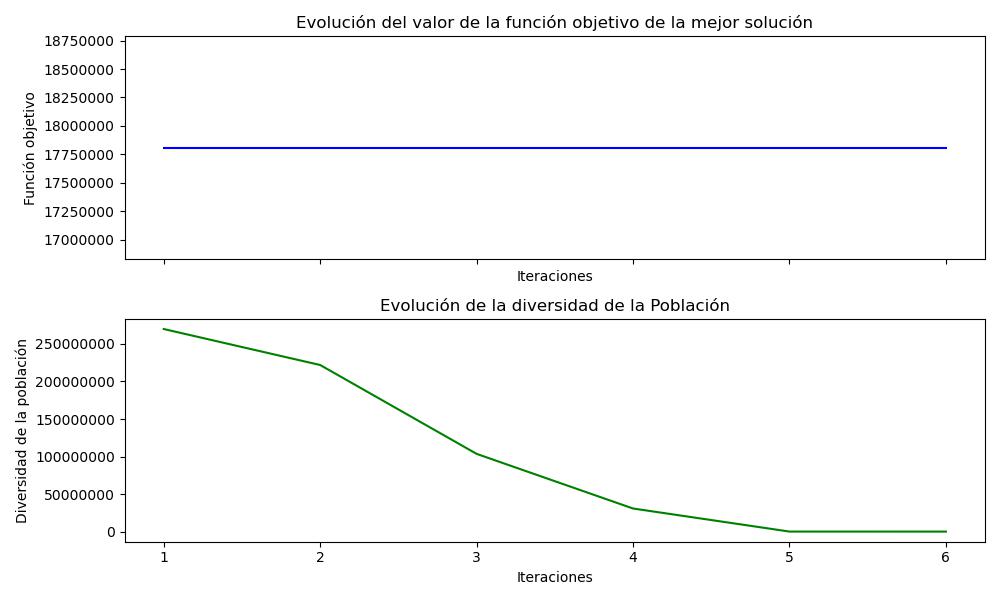 Evolución del valor de la función objetivo de la mejor solución
Función objetivo
18750000
18500000
18250000
18000000
17750000
17500000
17250000
17000000
Iteraciones
Evolución de la diversidad de la Población
Diversidad de la población
250000000
200000000
150000000
100000000
50000000
0
1 2 3 4 5 6
Iteraciones